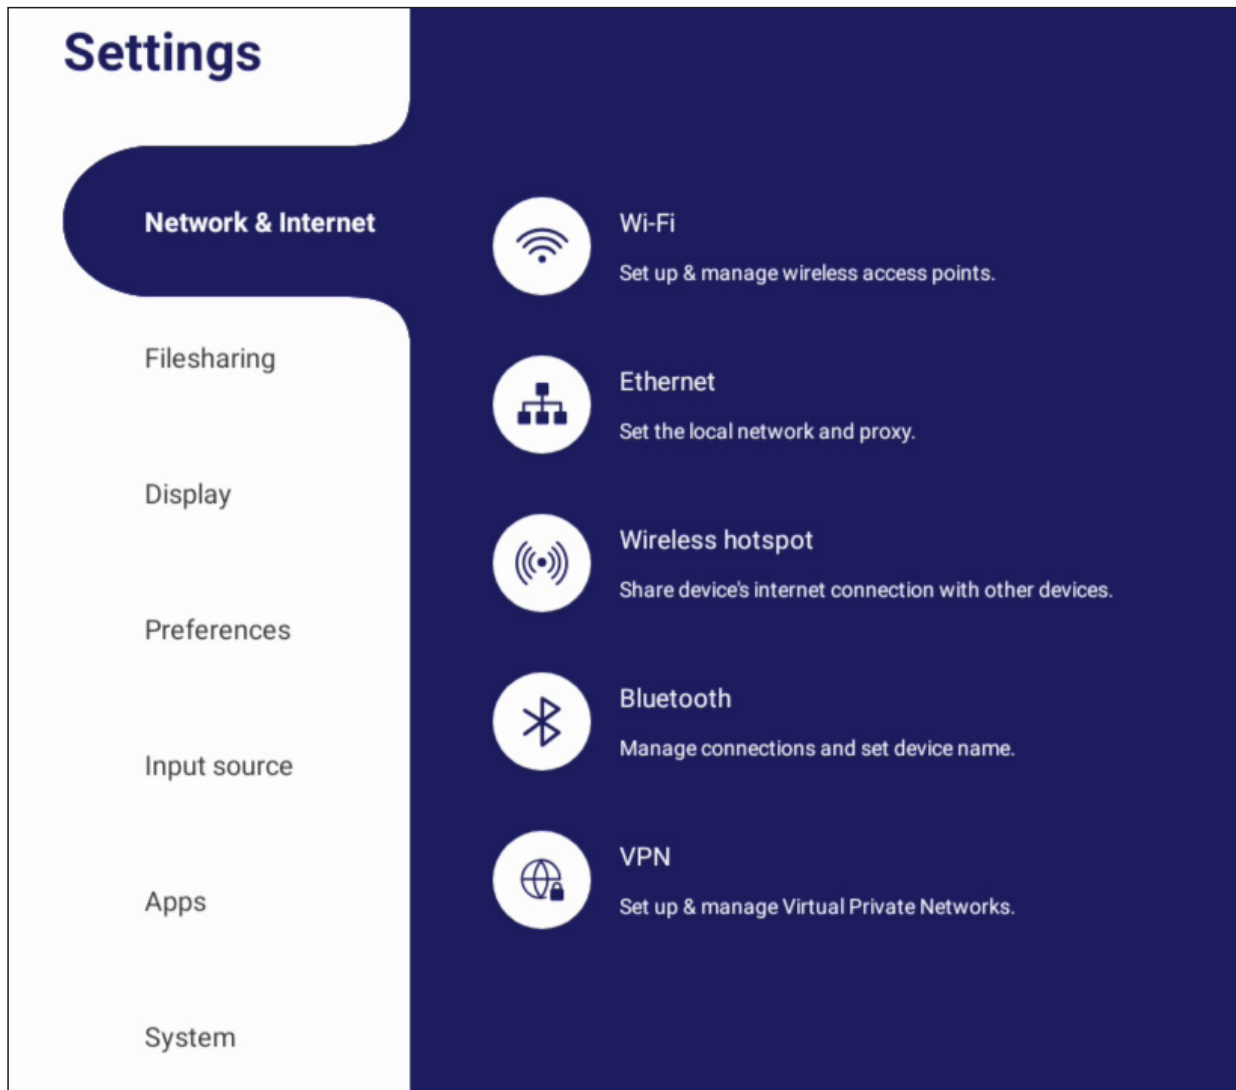 Settings
Network & Internet
Filesharing
Display
Preferences
Input source
Apps
System
Wi-Fi
Set up & manage wireless access points.
Ethernet
Set the local network and proxy.
Wireless hotspot
Share device's internet connection with other devices.
Bluetooth
Manage connections and set device name.
VPN
Set up & manage Virtual Private Networks.